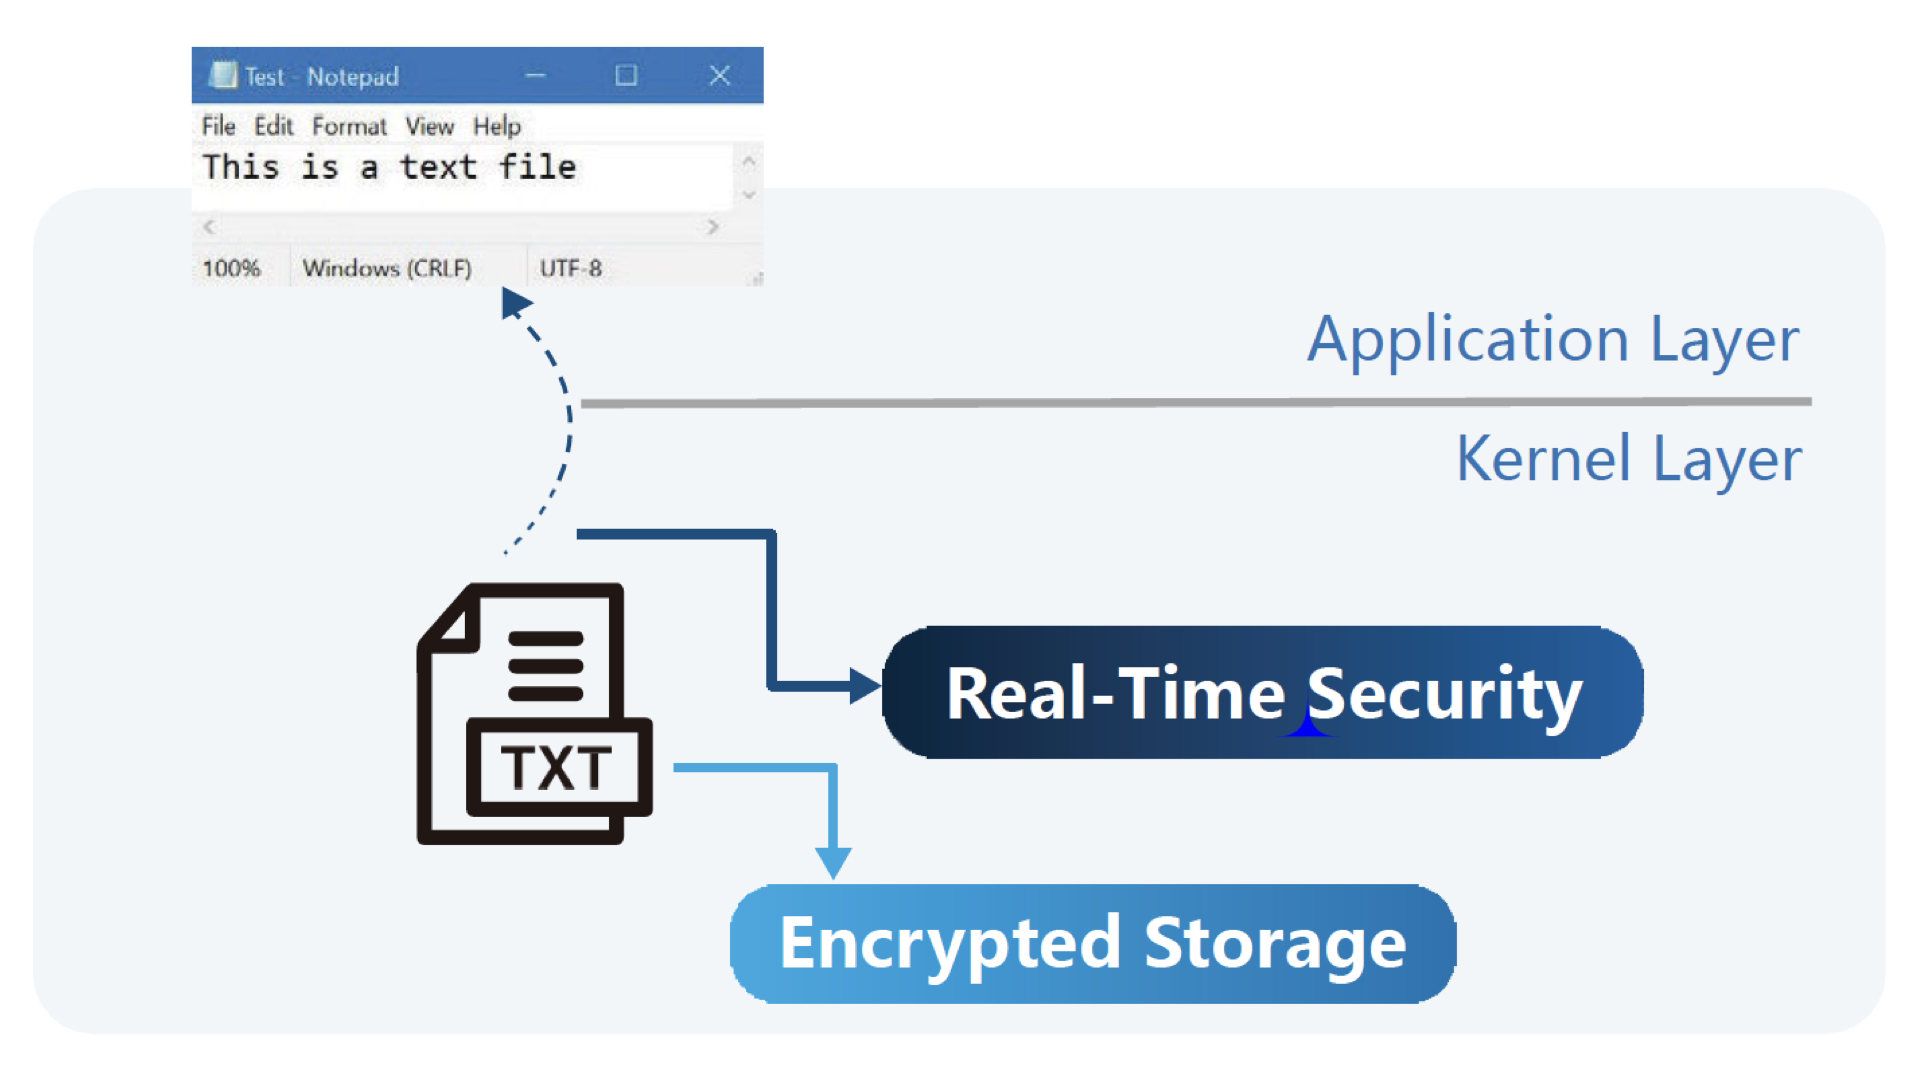 Test - Notepad
File Edit Format View Help
This is a text file
100% Windows (CRLF) UTF-8
Application Layer
Kernel Layer
Real-Time Security
TXT
Encrypted Storage